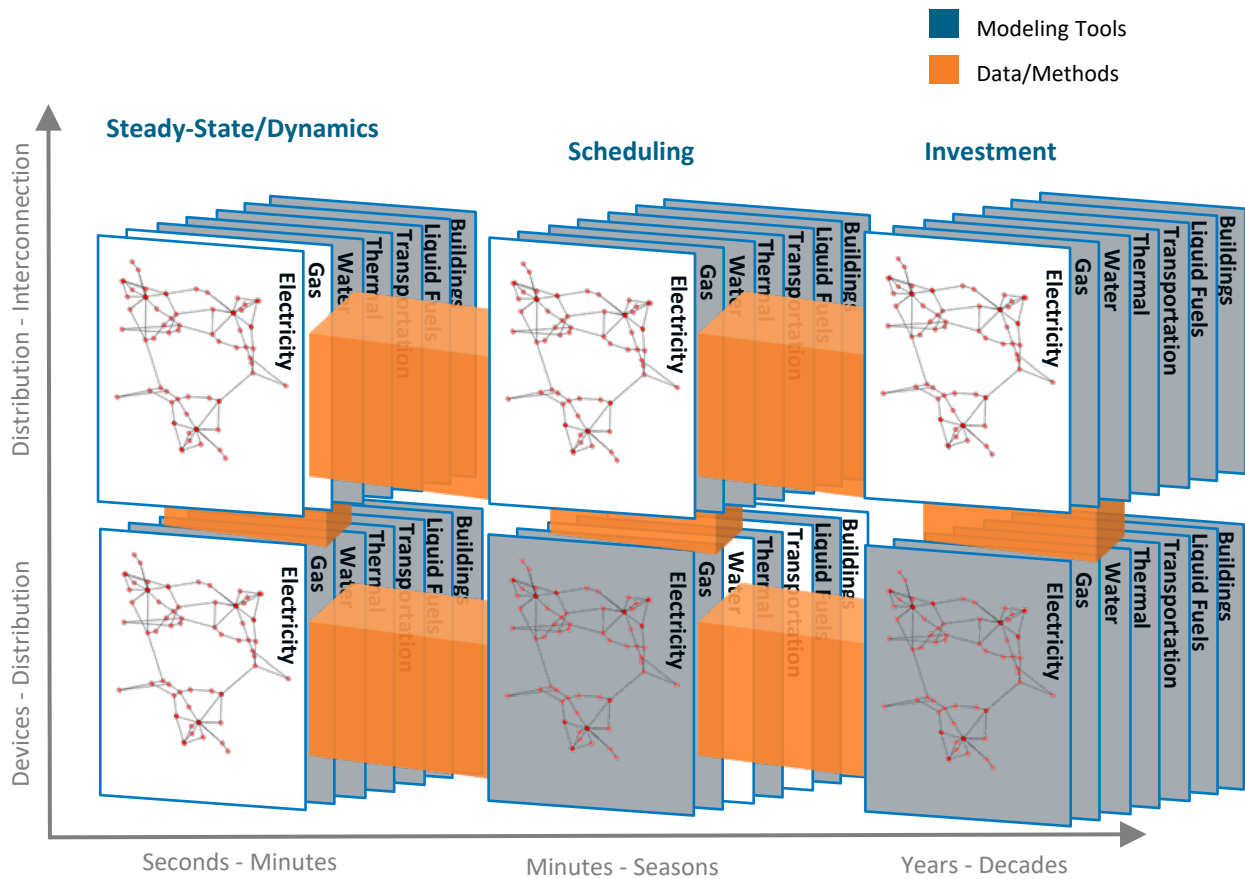 Modeling Tools
Data/Methods
Steady-State/Dynamics
Scheduling
Investment
Distribution - Interconnection
Devices - Distribution
Electricity
Gas
Water
Thermal
Transportation
Liquid Fuels
Buildings
Electricity
Gas
Water
Thermal
Transportation
Liquid Fuels
Buildings
Electricity
Gas
Water
Thermal
Transportation
Liquid Fuels
Buildings
Electricity
Gas
Water
Thermal
Transportation
Liquid Fuels
Buildings
Electricity
Gas
Water
Thermal
Transportation
Liquid Fuels
Buildings
Electricity
Gas
Water
Thermal
Transportation
Liquid Fuels
Buildings
Seconds - Minutes
Minutes - Seasons
Years - Decades